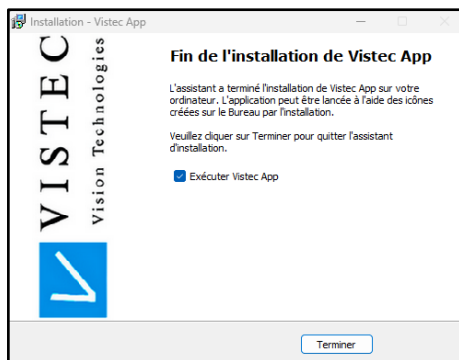 Installation - Vistec App
VISTEC
Vision Technologies
Fin de l'installation de Vistec App
L'assistant a terminé l'installation de Vistec App sur votre
ordinateur. L'application peut être lancée à l'aide des icônes
créées sur le Bureau par l'installation.
Veuillez cliquer sur Terminer pour quitter l'assistant
d'installation.
Exécuter Vistec App
Terminer